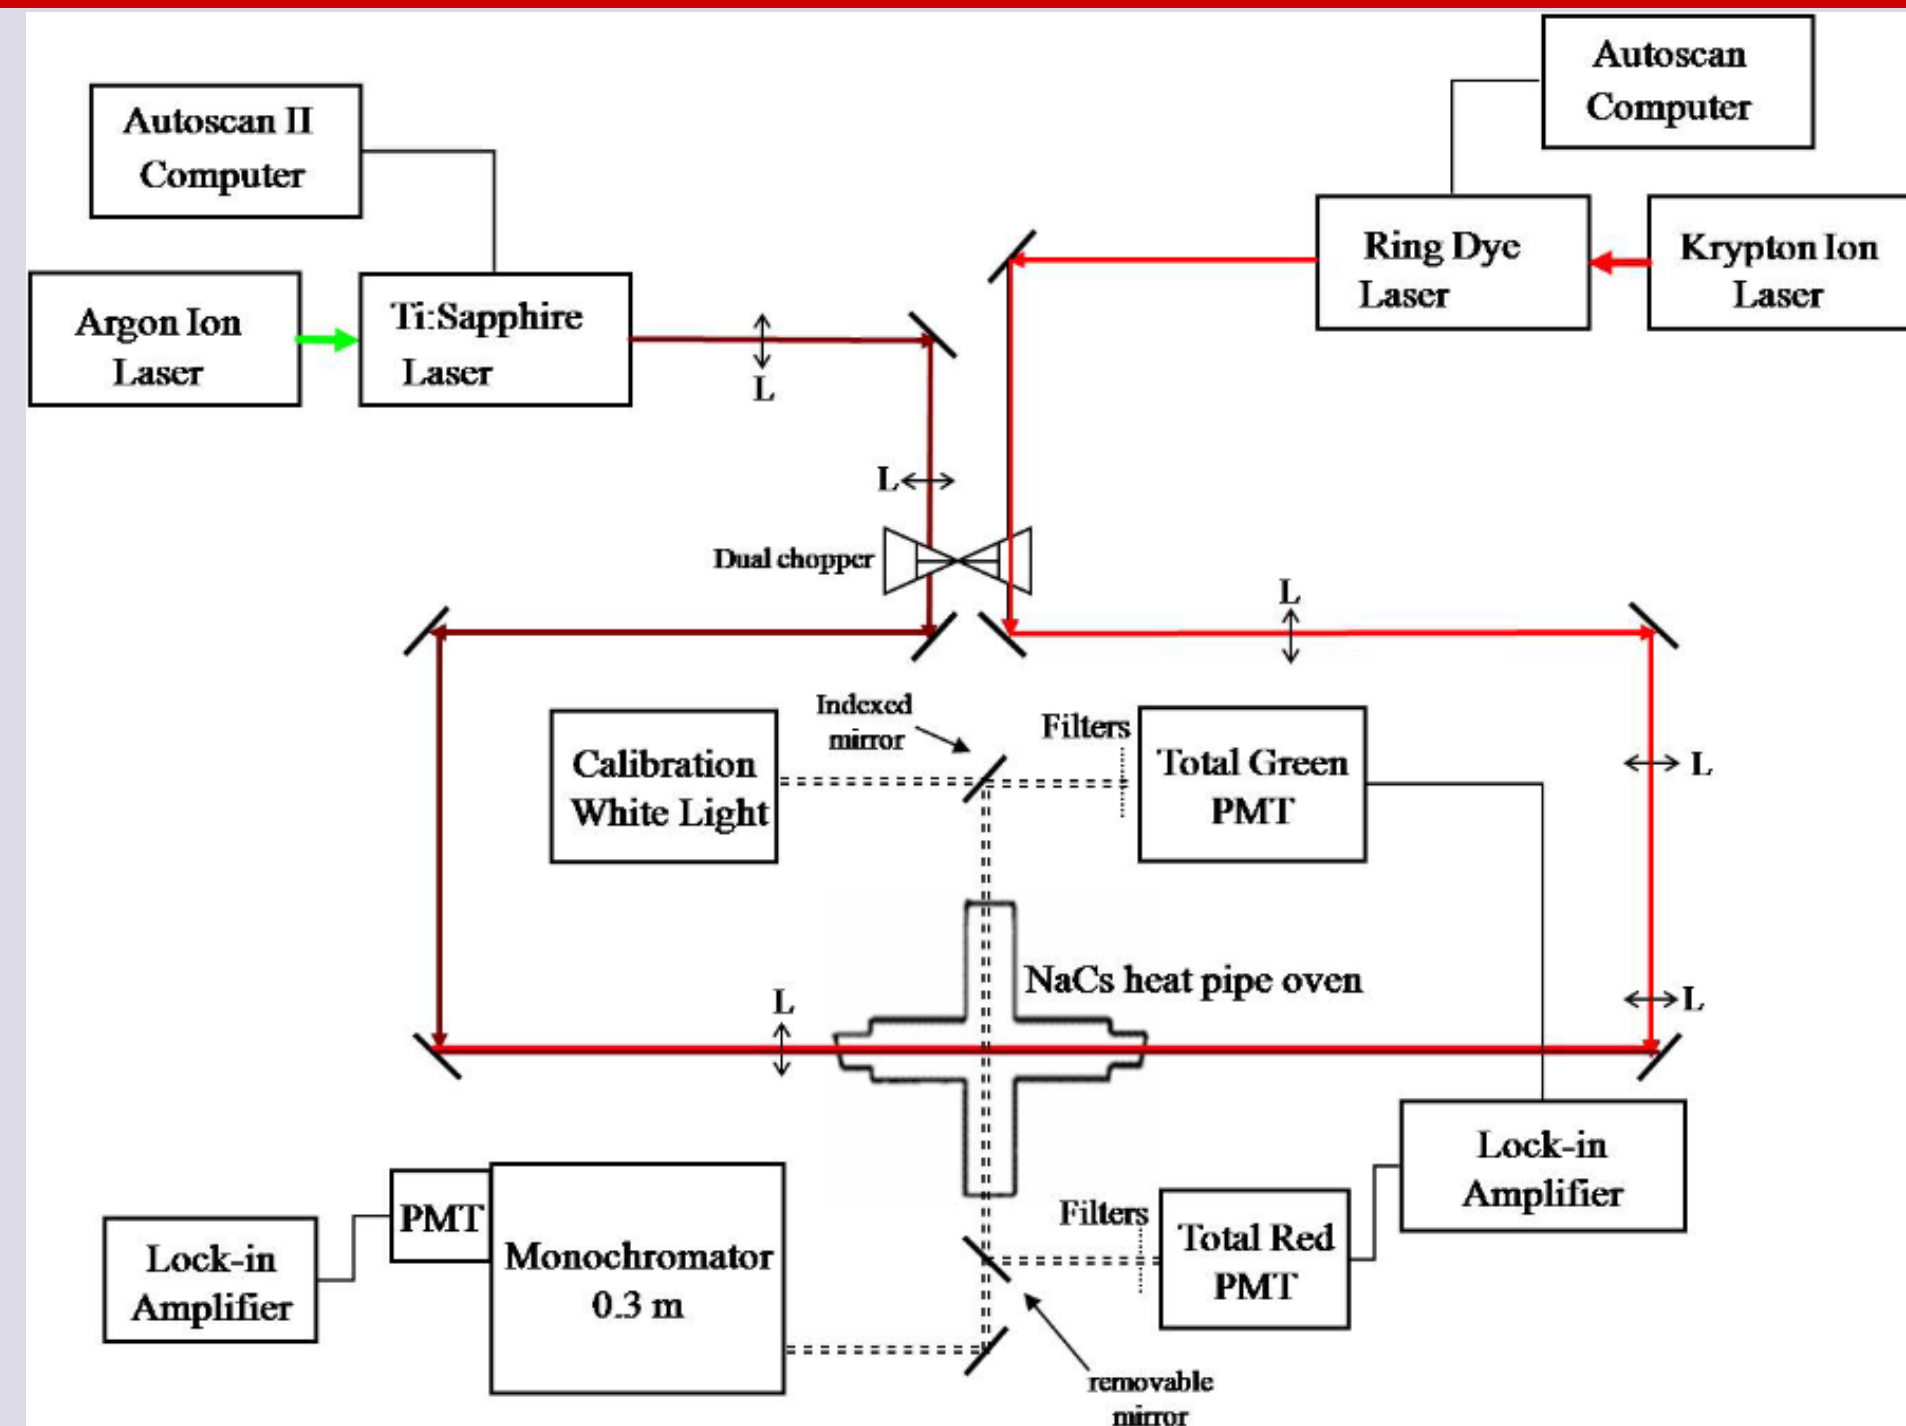 Autoscan
Computer
Autoscan II
Computer
Ring Dye
Laser
Krypton Ion
Laser
Argon Ion
Laser
Ti:Sapphire
Laser
L
L
Dual chopper
L
Indexed
mirror
Filters
Calibration
White Light
Total Green
PMT
L
NaCs heat pipe oven
L
L
Lock-in
Amplifier
PMT
Monochromator
0.3 m
Lock-in
Amplifier
Filters
Total Red
PMT
removable
mirror